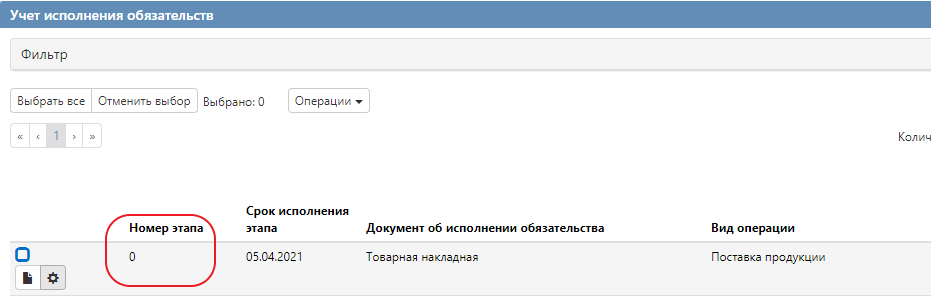 Учет исполнения обязательств
Фильтр
Выбрать все Отменить выбор Выбрано: 0 Операции
« ‹ 1 › »
Колич
Номер этапа Срок исполнения этапа Документ об исполнении обязательства Вид операции
0 05.04.2021 Товарная накладная Поставка продукции